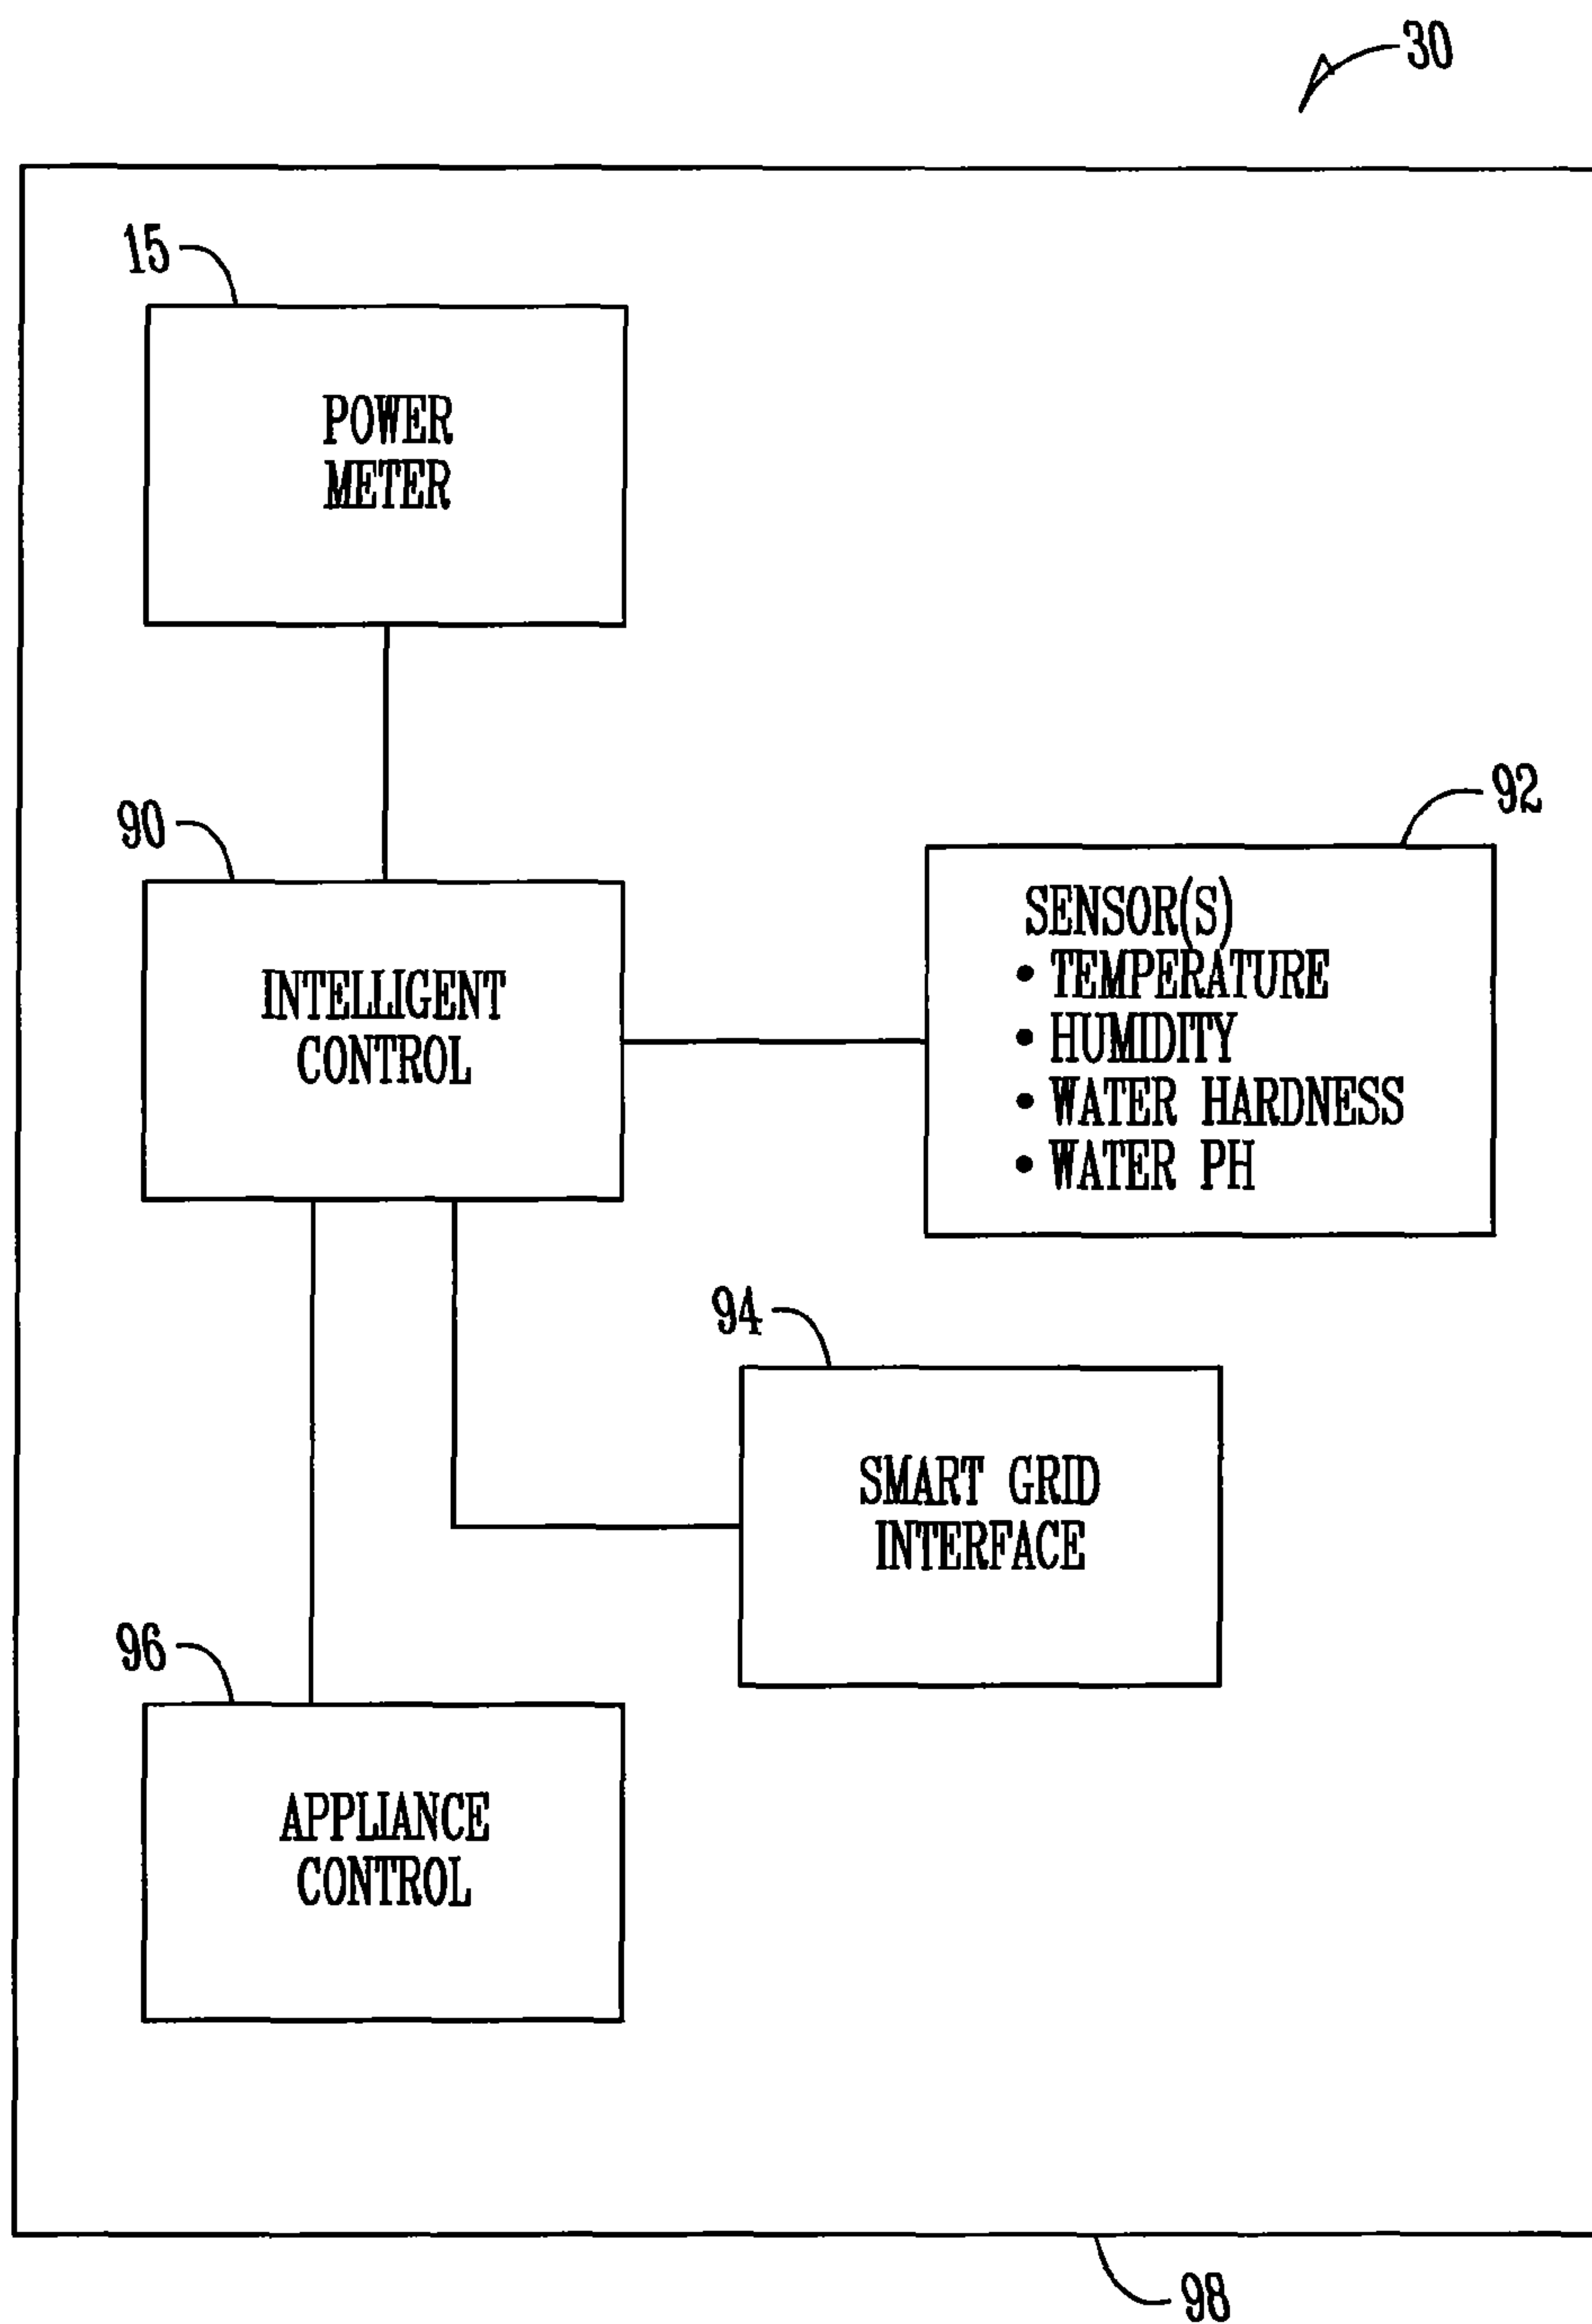 30
15
POWER
METER
90
INTELLIGENT
CONTROL
92
SENSOR(S)
• TEMPERATURE
• HUMIDITY
• WATER HARDNESS
• WATER PH
94
SMART GRID
INTERFACE
96
APPLIANCE
CONTROL
98